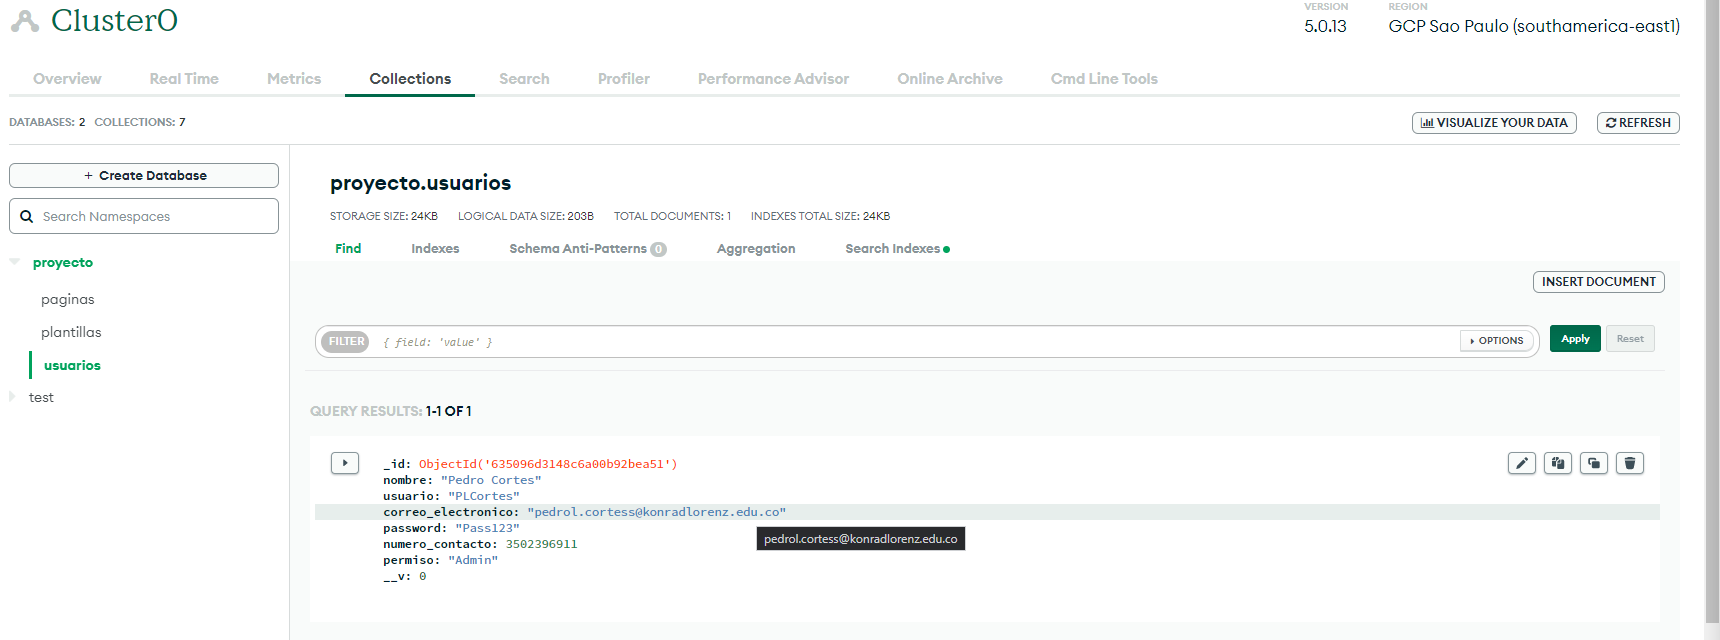 Cluster0
VERSION
5.0.13
REGION
GCP Sao Paulo (southamerica-east1)
Overview Real Time Metrics Collections Search Profiler Performance Advisor Online Archive Cmd Line Tools
DATABASES: 2 COLLECTIONS: 7
VISUALIZE YOUR DATA
REFRESH
+ Create Database
Search Namespaces
proyecto
paginas
plantillas
usuarios
test
proyecto.usuarios
STORAGE SIZE: 24KB LOGICAL DATA SIZE: 203B TOTAL DOCUMENTS: 1 INDEXES TOTAL SIZE: 24KB
Find Indexes Schema Anti-Patterns 0 Aggregation Search Indexes
INSERT DOCUMENT
FILTER { field: 'value' } OPTIONS Apply Reset
QUERY RESULTS: 1-1 OF 1
_id: ObjectId('635096d3148c6a00b92bea51')
nombre: "Pedro Cortes"
usuario: "PLCortes"
correo_electronico: "pedrol.cortess@konradlorenz.edu.co"
password: "Pass123"
pedrol.cortess@konradlorenz.edu.co
numero_contacto: 3502396911
permiso: "Admin"
__v: 0